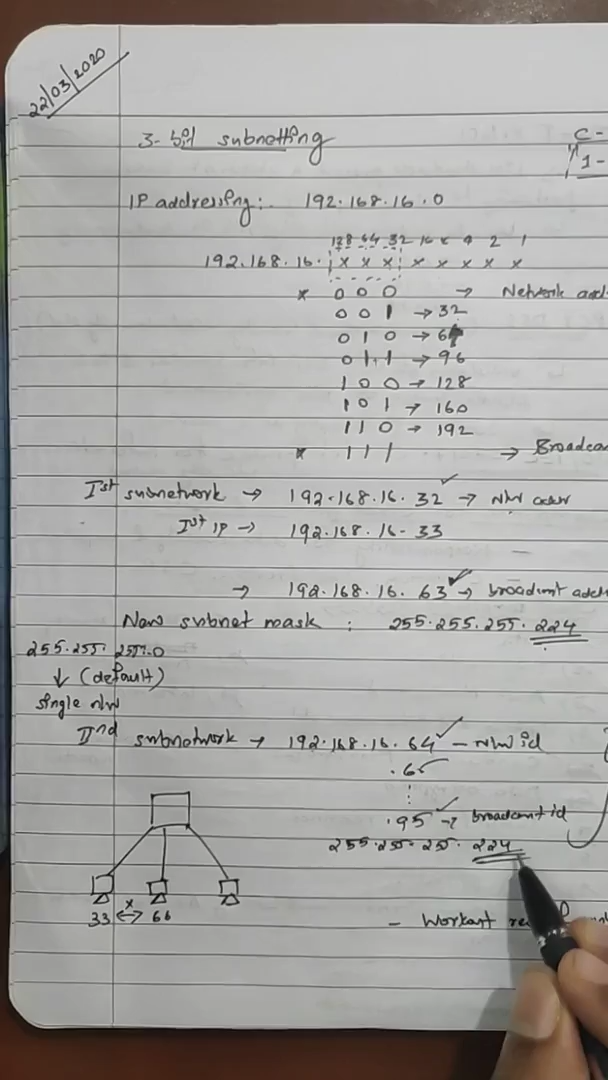 22/03/2020
3-bit subnetting
C-
1-
IP addressing: 192.168.16.0
128 64 32 16 8 4 2 1
192.168.16. x x x x x x x x
* 0 0 0 → Network add
0 0 1 → 32
0 1 0 → 64
0 1 1 → 96
1 0 0 → 128
1 0 1 → 160
1 1 0 → 192
* 1 1 1 → Broadca
Ist subnetwork → 192.168.16.32 → N/w addr
Ist IP → 192.168.16.33
→ 192.168.16.63 → broadcast addr
New subnet mask : 255.255.255.224
255.255.255.0
↓ (default)
single n/w
IInd subnetwork → 192.168.16.64 - N/w id
.65
⋮
.95 → broadcast id
255.255.255.224
x
33 ↔ 66
-